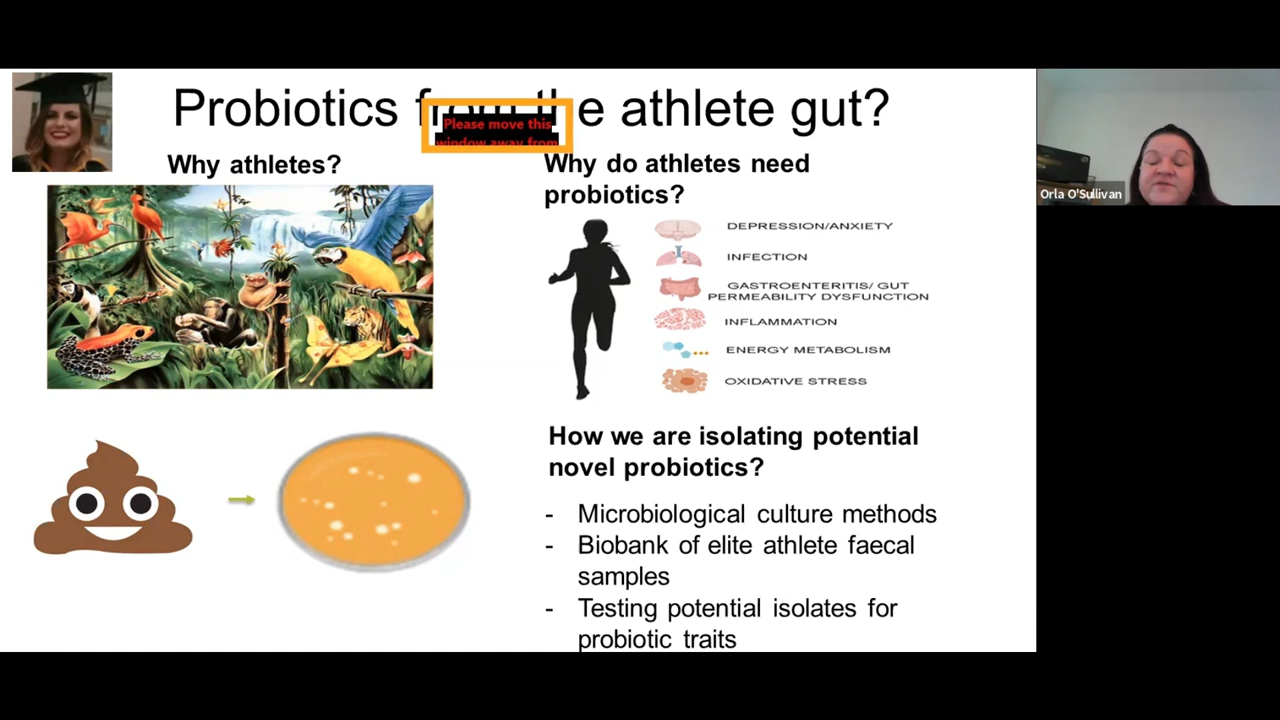 Probiotics from the athlete gut?
Please move this
window away from
Why athletes?
Why do athletes need
probiotics?
DEPRESSION/ANXIETY
INFECTION
GASTROENTERITIS/ GUT
PERMEABILITY DYSFUNCTION
INFLAMMATION
ENERGY METABOLISM
OXIDATIVE STRESS
How we are isolating potential
novel probiotics?
- Microbiological culture methods
- Biobank of elite athlete faecal
samples
- Testing potential isolates for
probiotic traits
Orla O'Sullivan